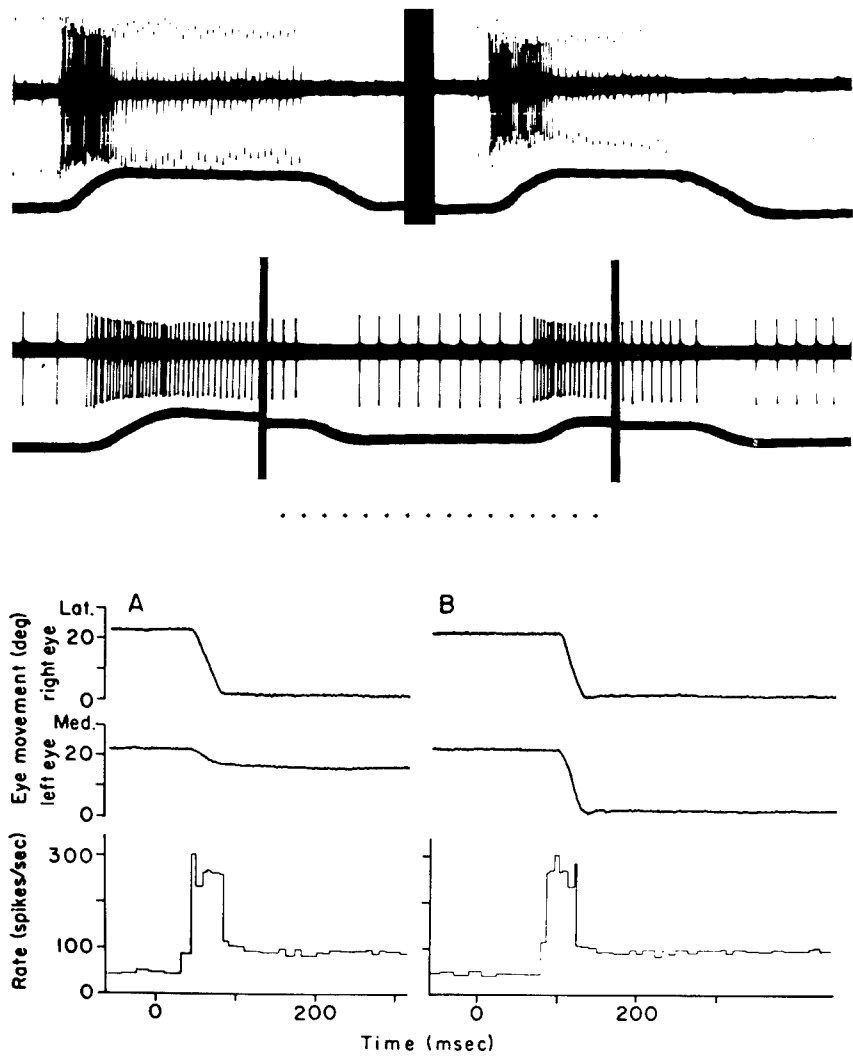 A
B
Lat.
20
0
Eye movement (deg)
right eye
Med.
20
0
left eye
Rate (spikes/sec)
300
100
0
0 200 0 200
Time (msec)